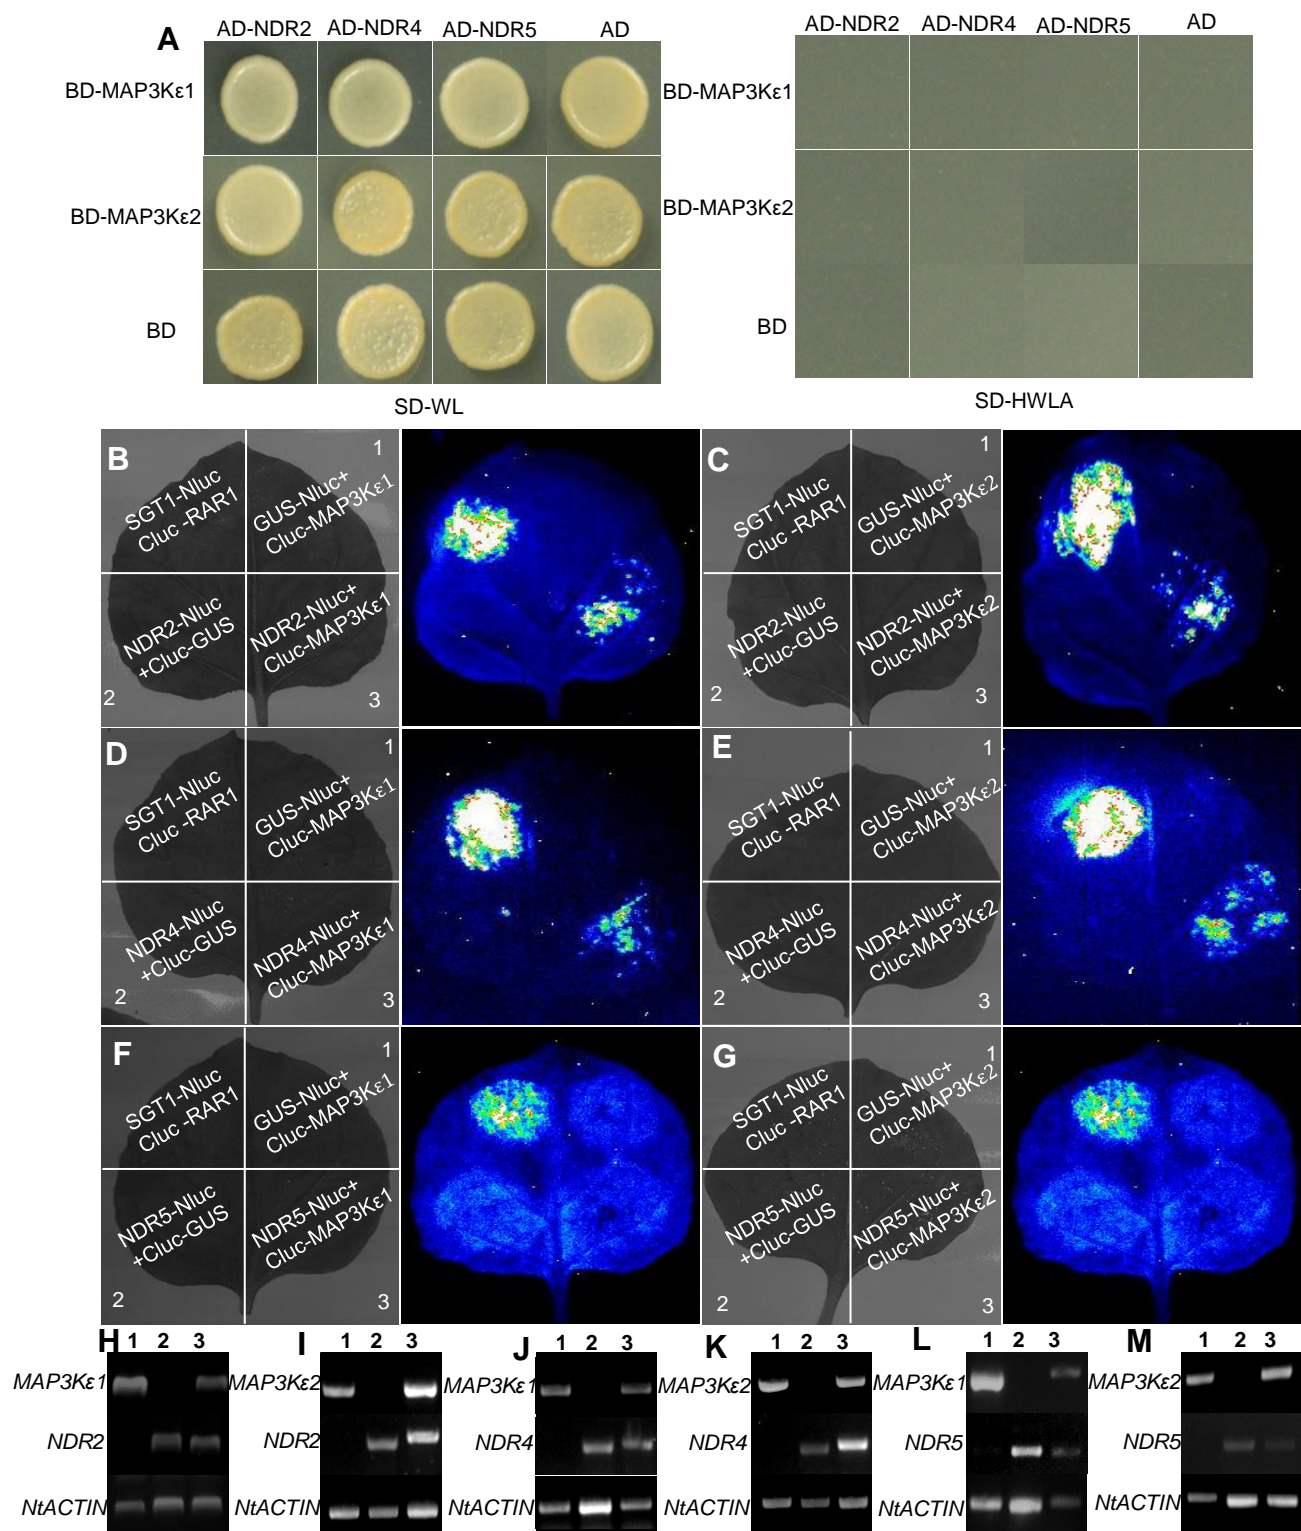 A
AD-NDR2 AD-NDR4 AD-NDR5 AD
BD-MAP3Kε1
BD-MAP3Kε2
BD
SD-WL
AD-NDR2 AD-NDR4 AD-NDR5 AD
BD-MAP3Kε1
BD-MAP3Kε2
BD
SD-HWLA
B
1
SGT1-Nluc
Cluc -RAR1
GUS-Nluc+
Cluc-MAP3Kε1
NDR2-Nluc
+Cluc-GUS
NDR2-Nluc+
Cluc-MAP3Kε1
2
3
C
1
SGT1-Nluc
Cluc -RAR1
GUS-Nluc+
Cluc-MAP3Kε2
NDR2-Nluc
+Cluc-GUS
NDR2-Nluc+
Cluc-MAP3Kε2
2
3
D
1
SGT1-Nluc
Cluc -RAR1
GUS-Nluc+
Cluc-MAP3Kε1
NDR4-Nluc
+Cluc-GUS
NDR4-Nluc+
Cluc-MAP3Kε1
2
3
E
1
SGT1-Nluc
Cluc -RAR1
GUS-Nluc+
Cluc-MAP3Kε2
NDR4-Nluc
+Cluc-GUS
NDR4-Nluc+
Cluc-MAP3Kε2
2
3
F
1
SGT1-Nluc
Cluc -RAR1
GUS-Nluc+
Cluc-MAP3Kε1
NDR5-Nluc
+Cluc-GUS
NDR5-Nluc+
Cluc-MAP3Kε1
2
3
G
1
SGT1-Nluc
Cluc -RAR1
GUS-Nluc+
Cluc-MAP3Kε2
NDR5-Nluc
+Cluc-GUS
NDR5-Nluc+
Cluc-MAP3Kε2
2
3
H 1 2 3
MAP3Kε1
NDR2
NtACTIN
I 1 2 3
MAP3Kε2
NDR2
NtACTIN
J 1 2 3
MAP3Kε1
NDR4
NtACTIN
K 1 2 3
MAP3Kε2
NDR4
NtACTIN
L 1 2 3
MAP3Kε1
NDR5
NtACTIN
M 1 2 3
MAP3Kε2
NDR5
NtACTIN